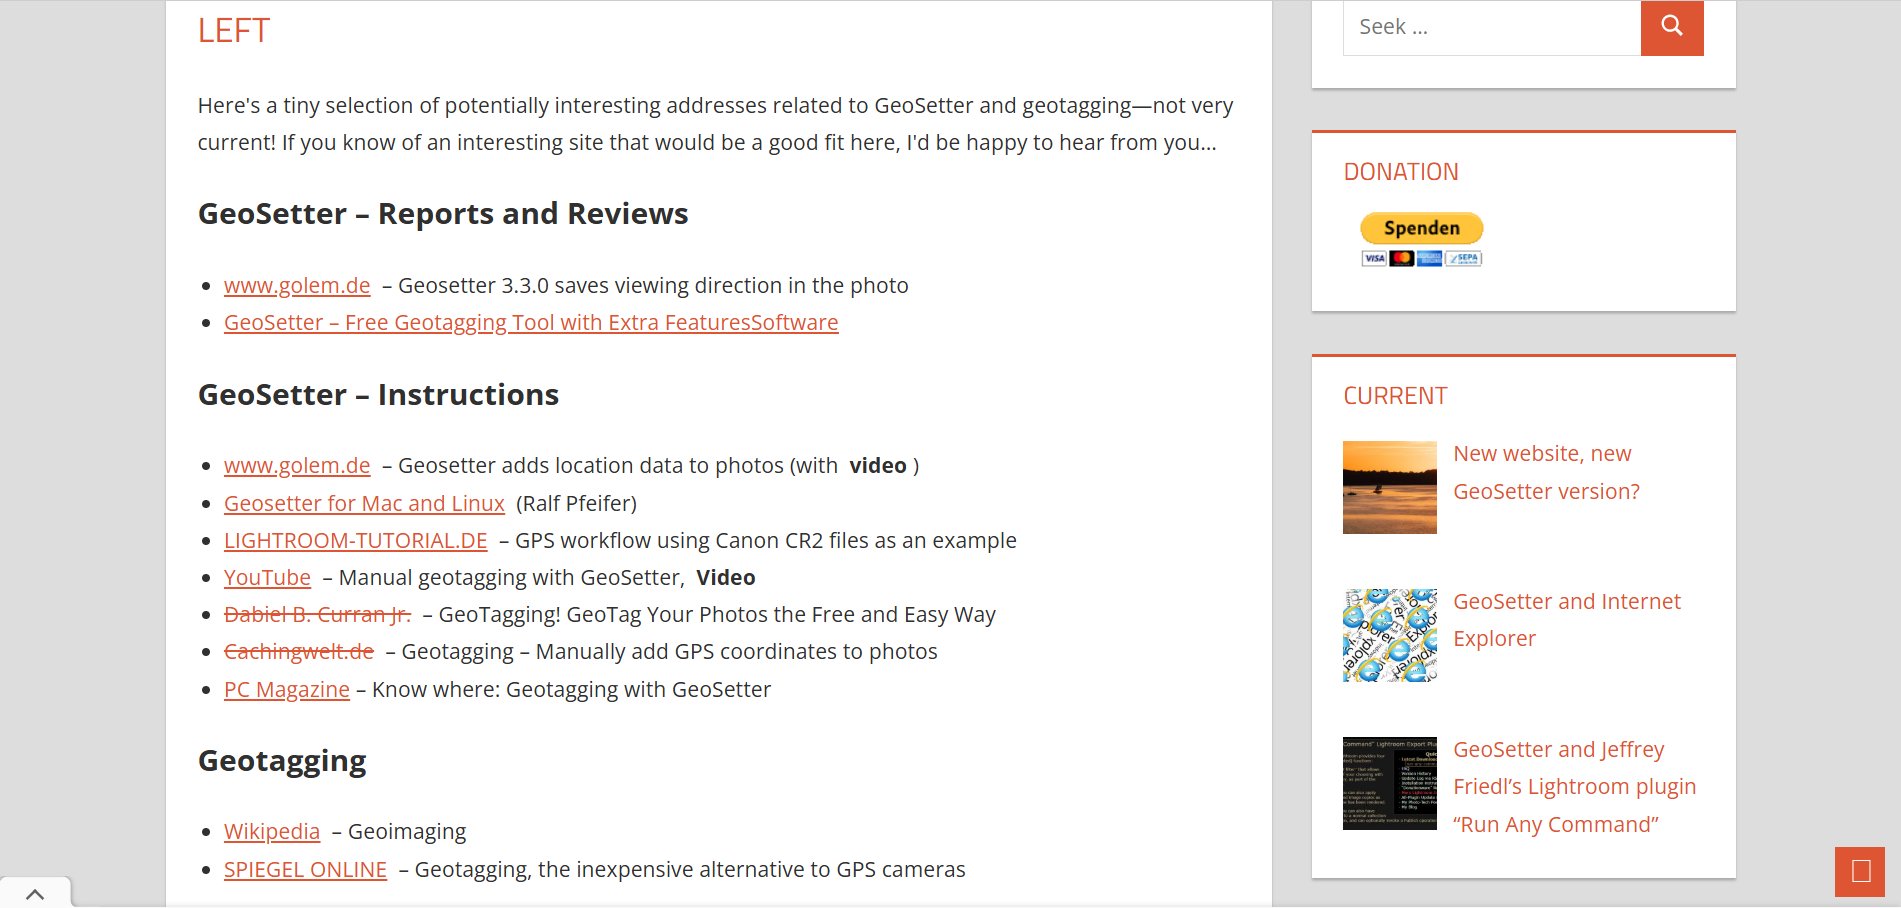 LEFT
Here's a tiny selection of potentially interesting addresses related to GeoSetter and geotagging—not very
current! If you know of an interesting site that would be a good fit here, I'd be happy to hear from you...
GeoSetter – Reports and Reviews
www.golem.de – Geosetter 3.3.0 saves viewing direction in the photo
GeoSetter – Free Geotagging Tool with Extra FeaturesSoftware
GeoSetter – Instructions
www.golem.de – Geosetter adds location data to photos (with video )
Geosetter for Mac and Linux (Ralf Pfeifer)
LIGHTROOM-TUTORIAL.DE – GPS workflow using Canon CR2 files as an example
YouTube – Manual geotagging with GeoSetter, Video
Dabiel B. Curran Jr. – GeoTagging! GeoTag Your Photos the Free and Easy Way
Cachingwelt.de – Geotagging – Manually add GPS coordinates to photos
PC Magazine – Know where: Geotagging with GeoSetter
Geotagging
Wikipedia – Geoimaging
SPIEGEL ONLINE – Geotagging, the inexpensive alternative to GPS cameras
Seek ...
DONATION
Spenden
VISA
SEPA
CURRENT
New website, new
GeoSetter version?
GeoSetter and Internet
Explorer
GeoSetter and Jeffrey
Friedl's Lightroom plugin
“Run Any Command”